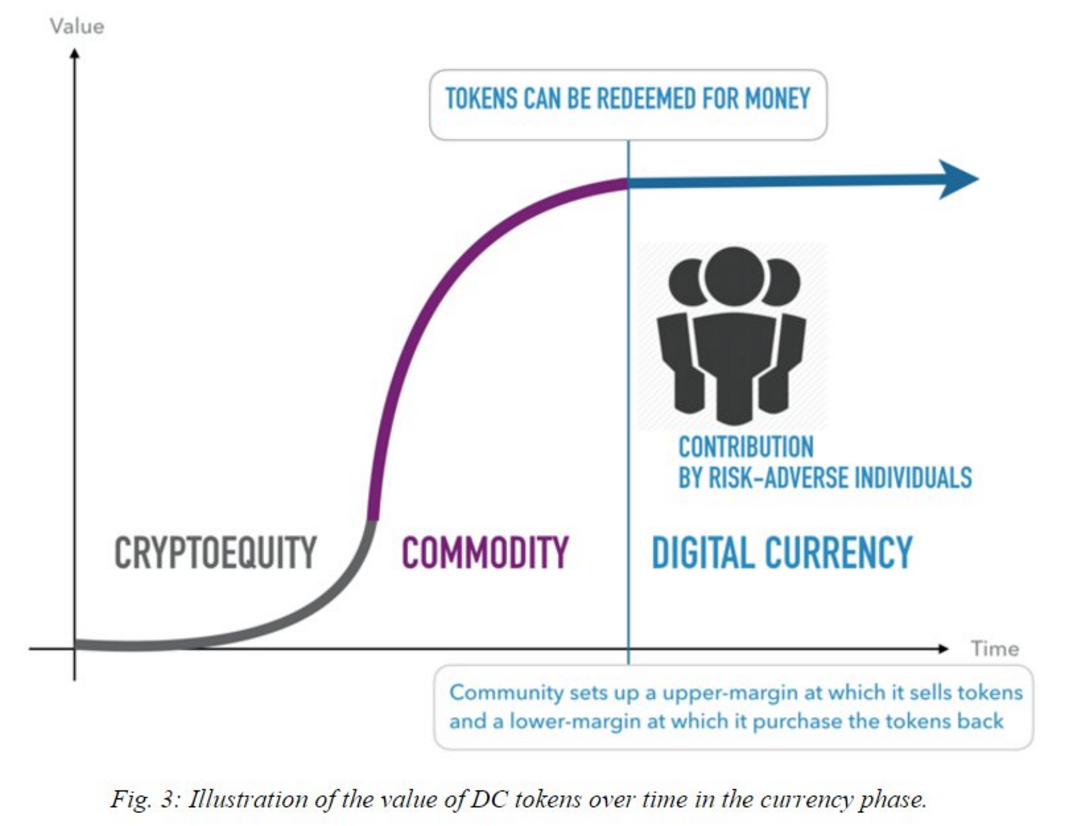 Value
TOKENS CAN BE REDEEMED FOR MONEY
CONTRIBUTION
BY RISK-ADVERSE INDIVIDUALS
CRYPTOEQUITY
COMMODITY
DIGITAL CURRENCY
Time
Community sets up a upper-margin at which it sells tokens
and a lower-margin at which it purchase the tokens back
Fig. 3: Illustration of the value of DC tokens over time in the currency phase.